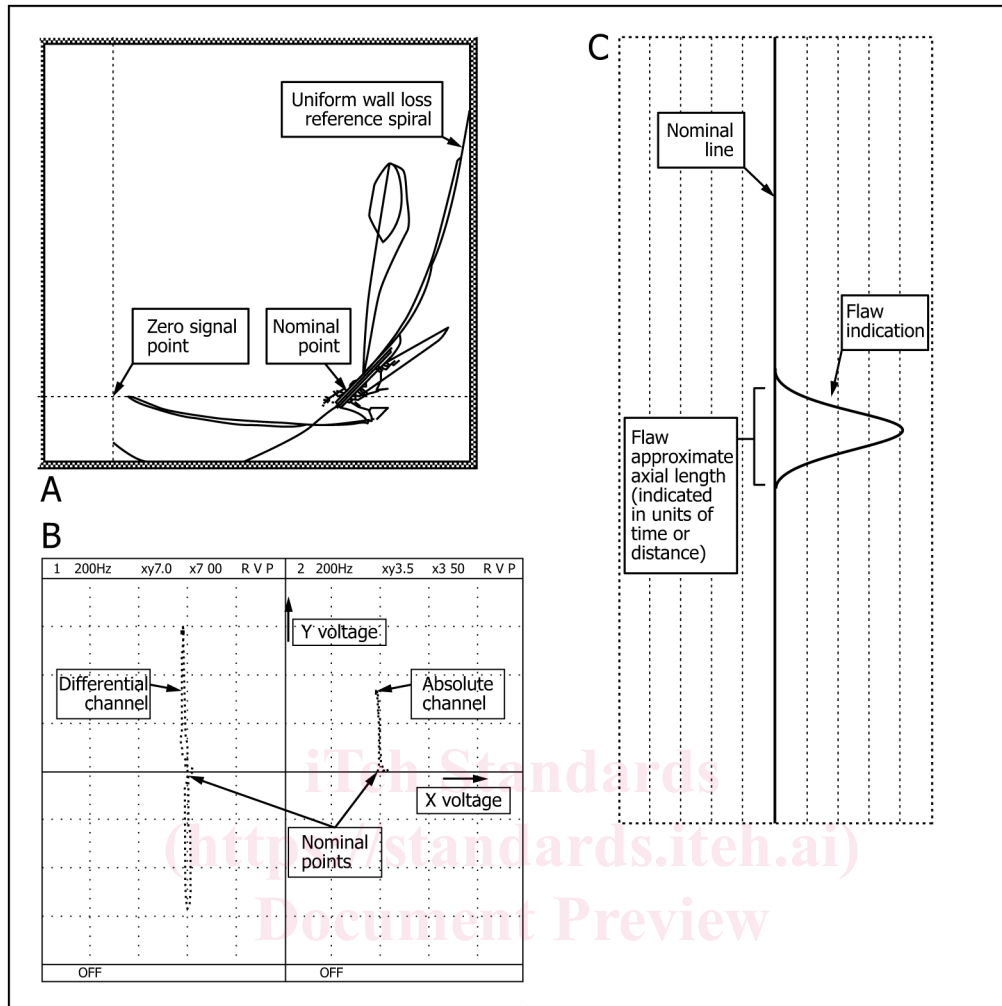 Uniform wall loss
reference spiral
Zero signal
point
Nominal
point
A
B
1 200Hz xy7.0 x7 00 R V P
2 200Hz xy3.5 x3 50 R V P
Y voltage
Differential
channel
Absolute
channel
X voltage
Nominal
points
OFF
OFF
C
Nominal
line
Flaw
indication
Flaw
approximate
axial length
(indicated
in units of
time or
distance)
iTeh Standards
(https://standards.iteh.ai)
Document Preview